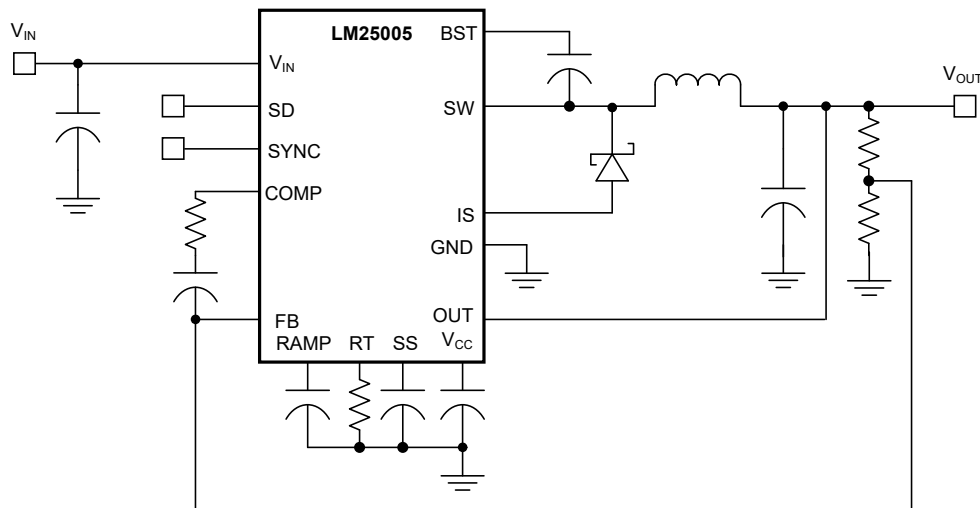 V_IN
LM25005
BST
V_IN
V_OUT
SD
SW
SYNC
COMP
IS
GND
FB
OUT
RAMP
RT
SS
V_CC